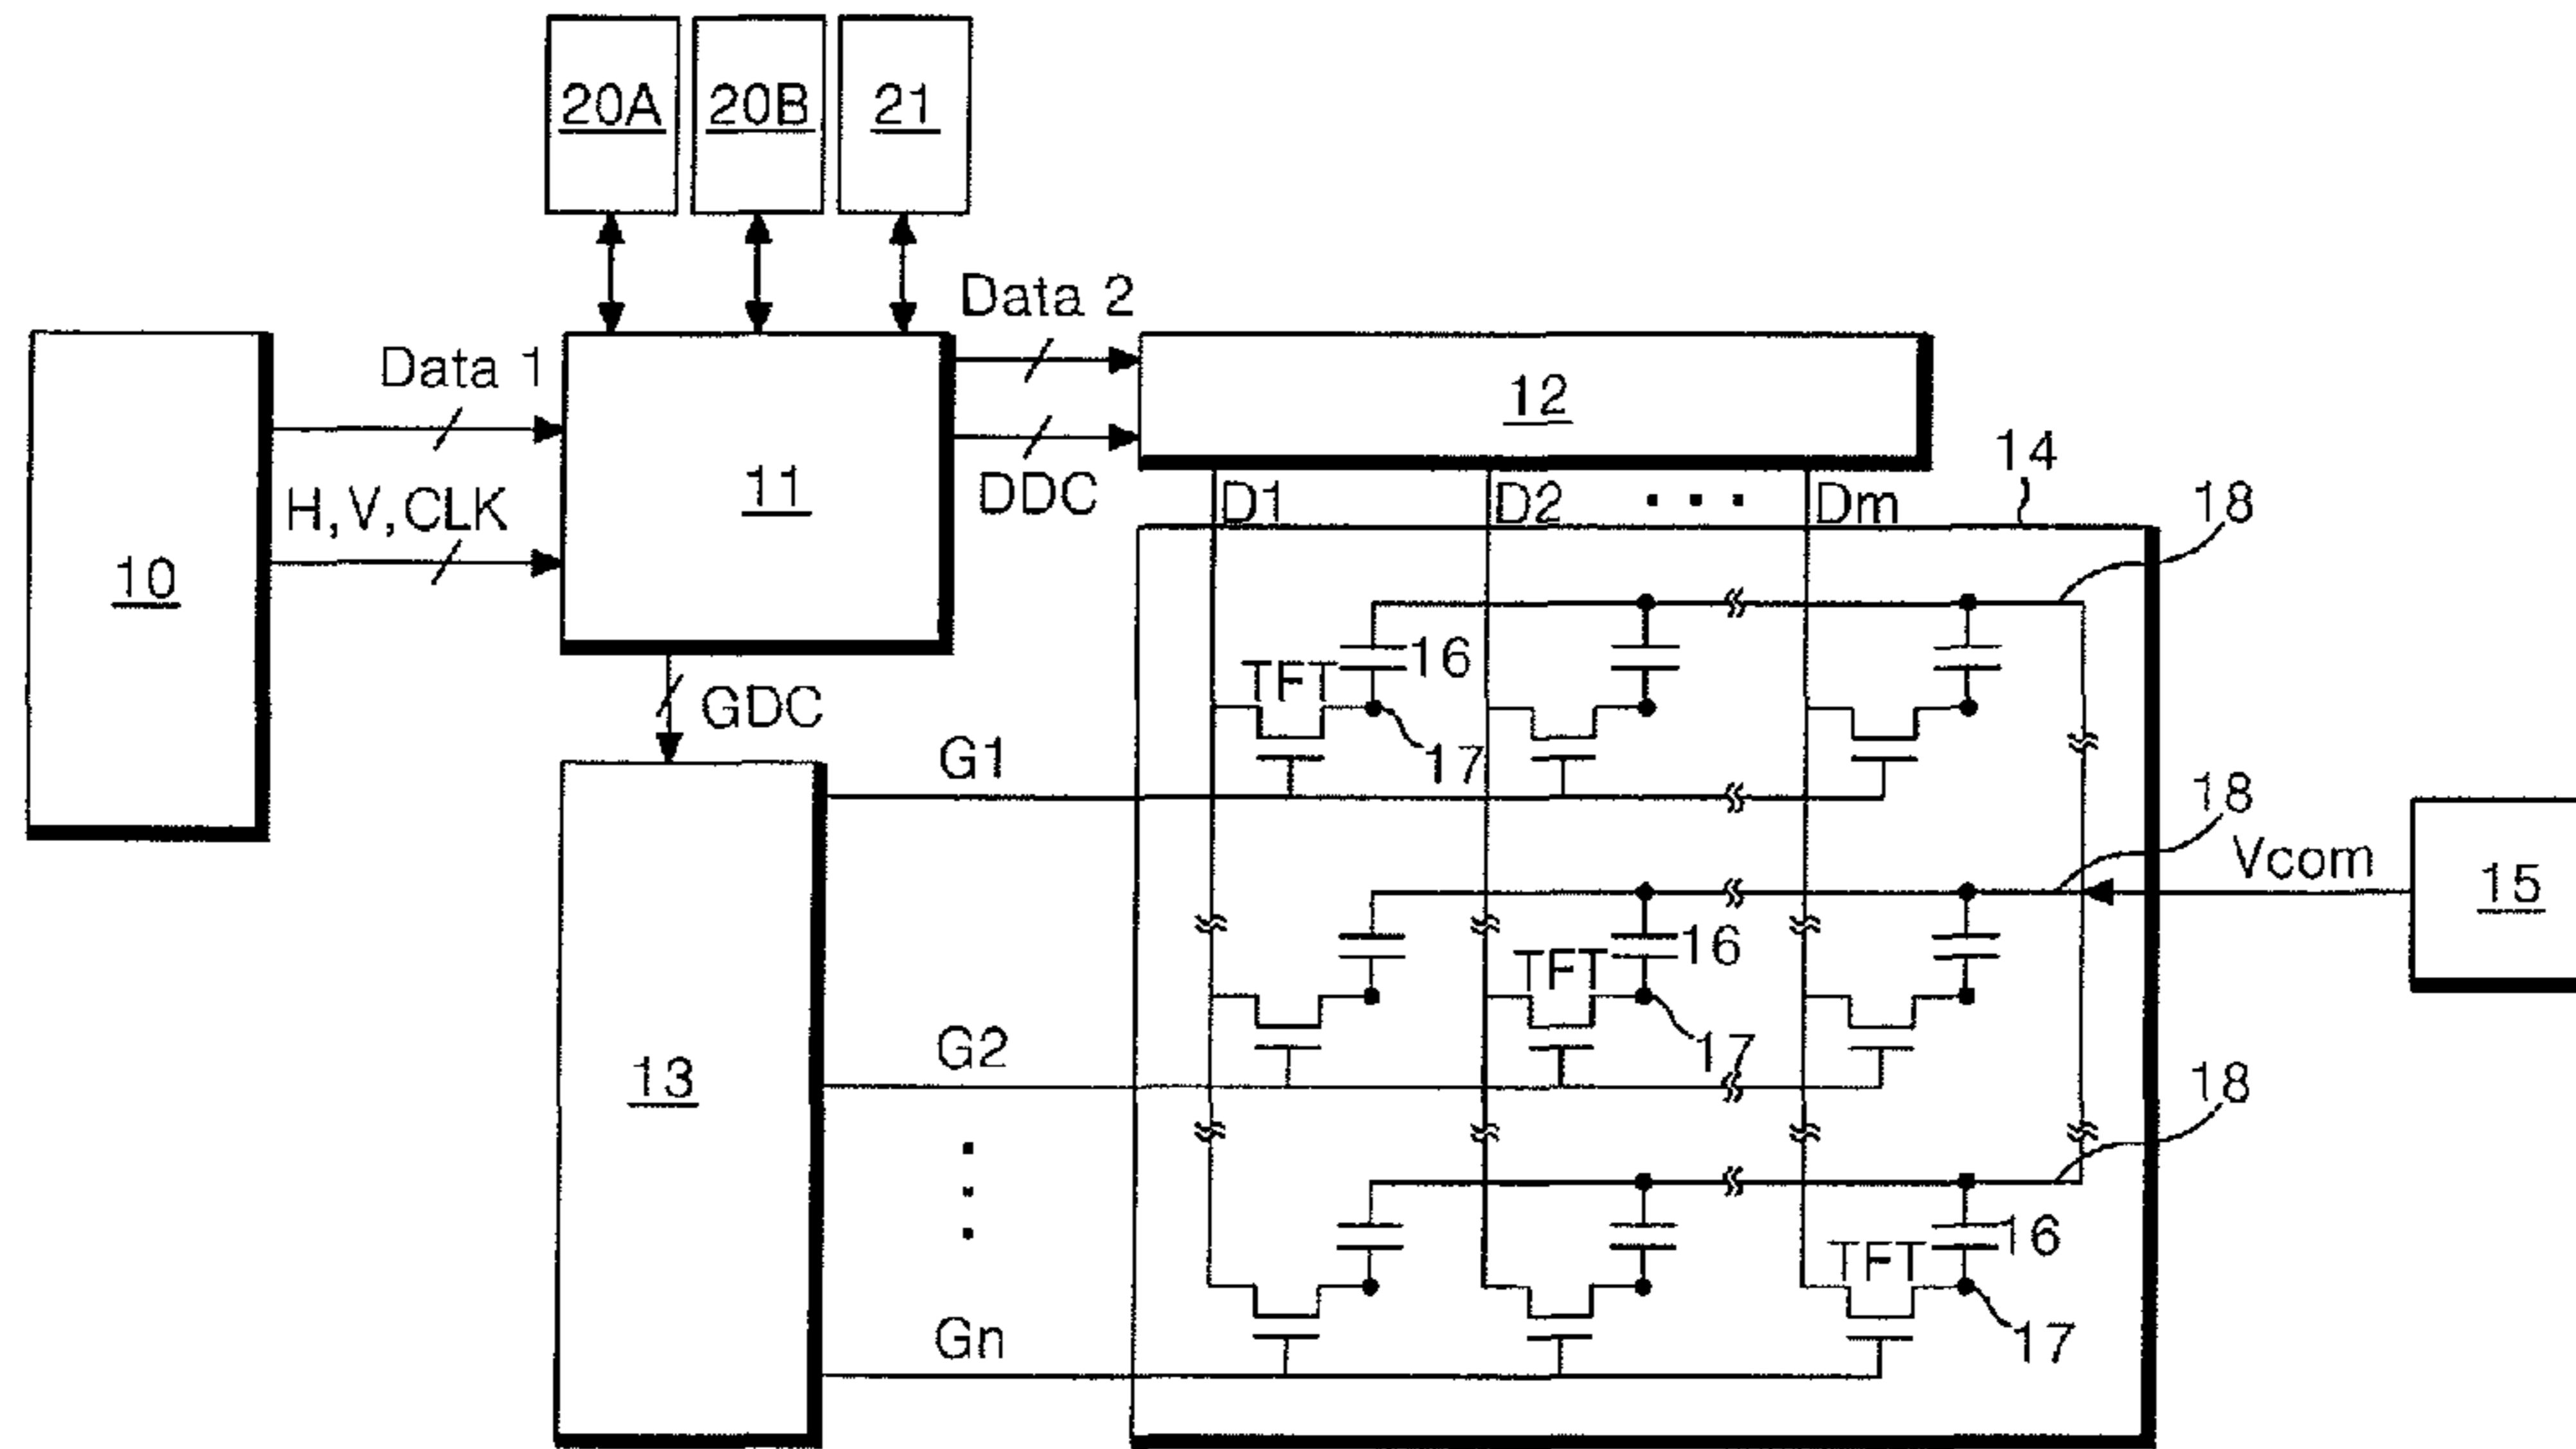 20A 20B 21
Data 2
Data 1
12
14
11
DDC
D1 D2 ... Dm
18
H,V,CLK
10
16
TFT
GDC
17
G1
18
Vcom
15
16
TFT
G2
17
13
18
16
TFT
Gn
17